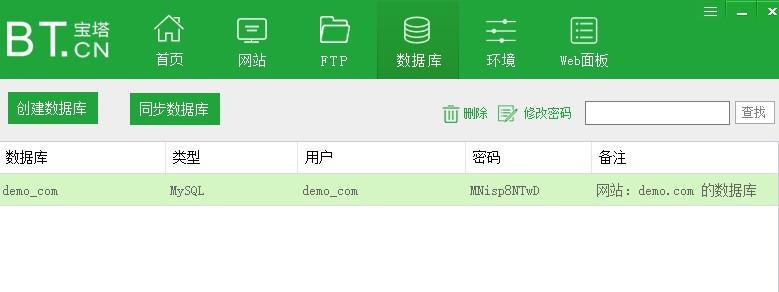 BT.CN 宝塔
首页 网站 FTP 数据库 环境 Web面板
创建数据库 同步数据库 删除 修改密码 查找
数据库 类型 用户 密码 备注
demo_com MySQL demo_com MNisp8NTwD 网站: demo.com 的数据库